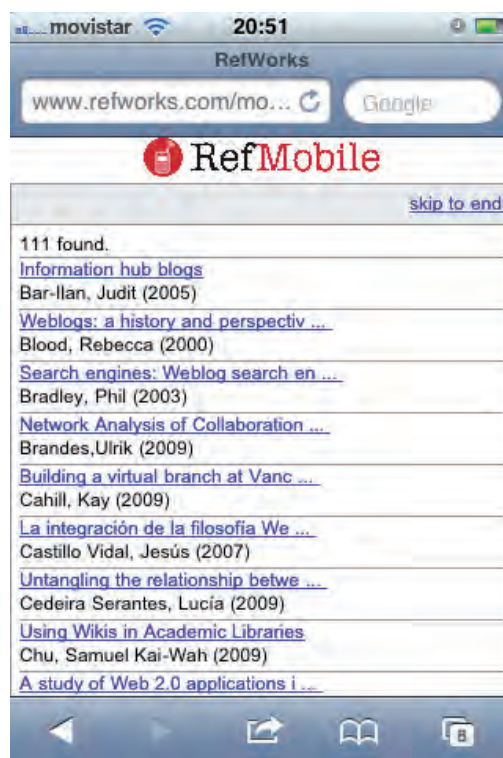 movistar 20:51
RefWorks
www.refworks.com/mo... Google
RefMobile
skip to end
111 found.
Information hub blogs
Bar-Ilan, Judit (2005)
Weblogs: a history and perspectiv ...
Blood, Rebecca (2000)
Search engines: Weblog search en ...
Bradley, Phil (2003)
Network Analysis of Collaboration ...
Brandes,Ulrik (2009)
Building a virtual branch at Vanc ...
Cahill, Kay (2009)
La integración de la filosofía We ...
Castillo Vidal, Jesús (2007)
Untangling the relationship betwe ...
Cedeira Serantes, Lucía (2009)
Using Wikis in Academic Libraries
Chu, Samuel Kai-Wah (2009)
A study of Web 2.0 applications i ...
8